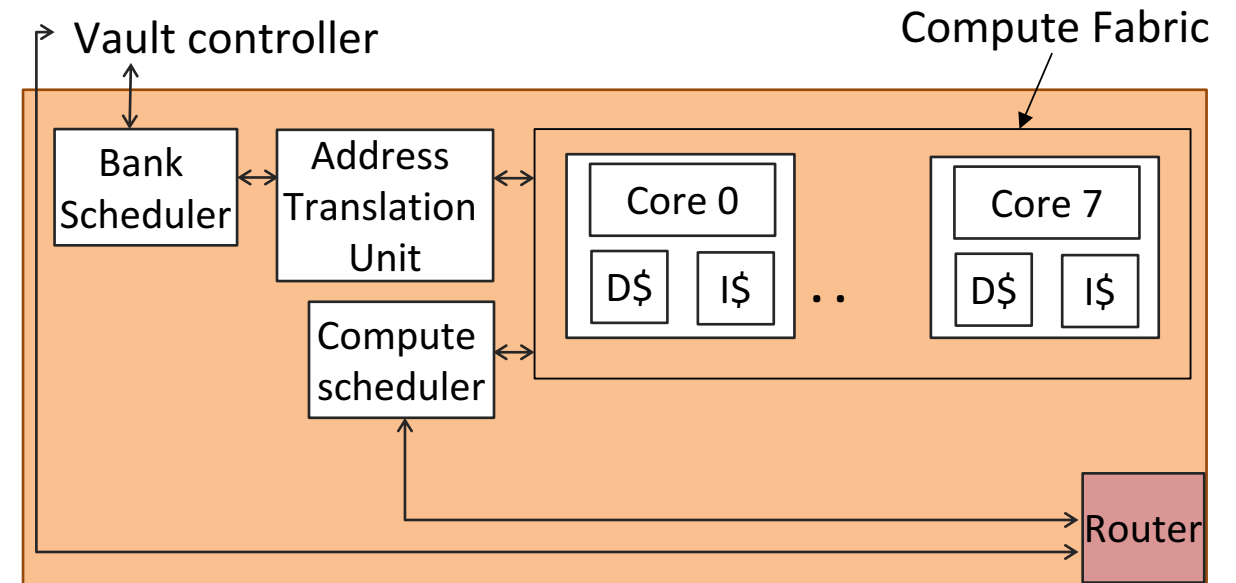 Vault controller
Compute Fabric
Bank
Scheduler
Address
Translation
Unit
Core 0
D$
I$
. .
Core 7
D$
I$
Compute
scheduler
Router